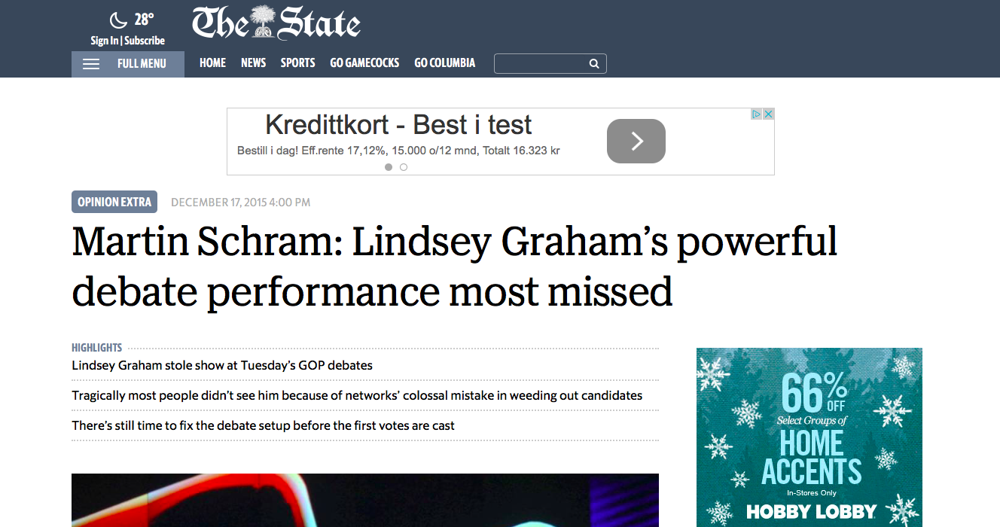 28°
The State
Sign In | Subscribe
FULL MENU
HOME NEWS SPORTS GO GAMECOCKS GO COLUMBIA
Kredittkort - Best i test
Bestill i dag! Eff.rente 17,12%, 15.000 o/12 mnd, Totalt 16.323 kr
OPINION EXTRA DECEMBER 17, 2015 4:00 PM
Martin Schram: Lindsey Graham’s powerful
debate performance most missed
HIGHLIGHTS
Lindsey Graham stole show at Tuesday’s GOP debates
Tragically most people didn’t see him because of networks’ colossal mistake in weeding out candidates
There’s still time to fix the debate setup before the first votes are cast
66% OFF
Select Groups of
HOME
ACCENTS
In-Stores Only
HOBBY LOBBY